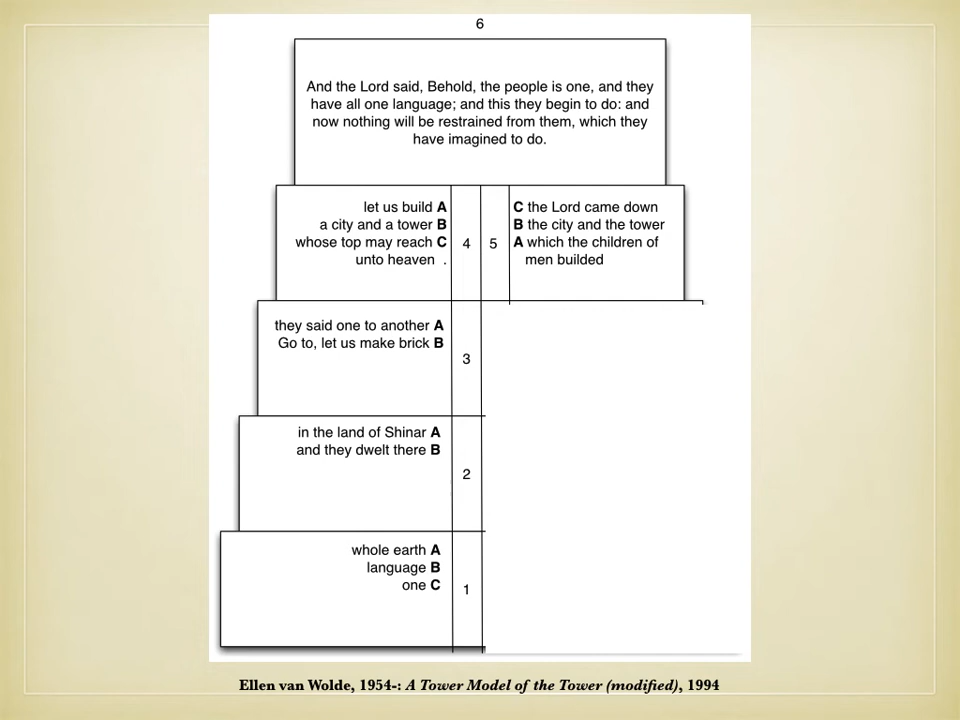 6
And the Lord said, Behold, the people is one, and they
have all one language; and this they begin to do: and
now nothing will be restrained from them, which they
have imagined to do.
let us build A
a city and a tower B
whose top may reach C
unto heaven .
4
5
C the Lord came down
B the city and the tower
A which the children of
men builded
they said one to another A
Go to, let us make brick B
3
in the land of Shinar A
and they dwelt there B
2
whole earth A
language B
one C
1
Ellen van Wolde, 1954-: A Tower Model of the Tower (modified), 1994